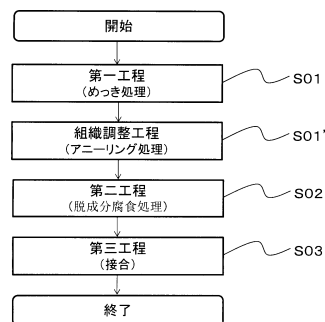 開始
第一工程
(めっき処理)
S01
組織調整工程
(アニーリング処理)
S01'
第二工程
(脱成分腐食処理)
S02
第三工程
(接合)
S03
終了